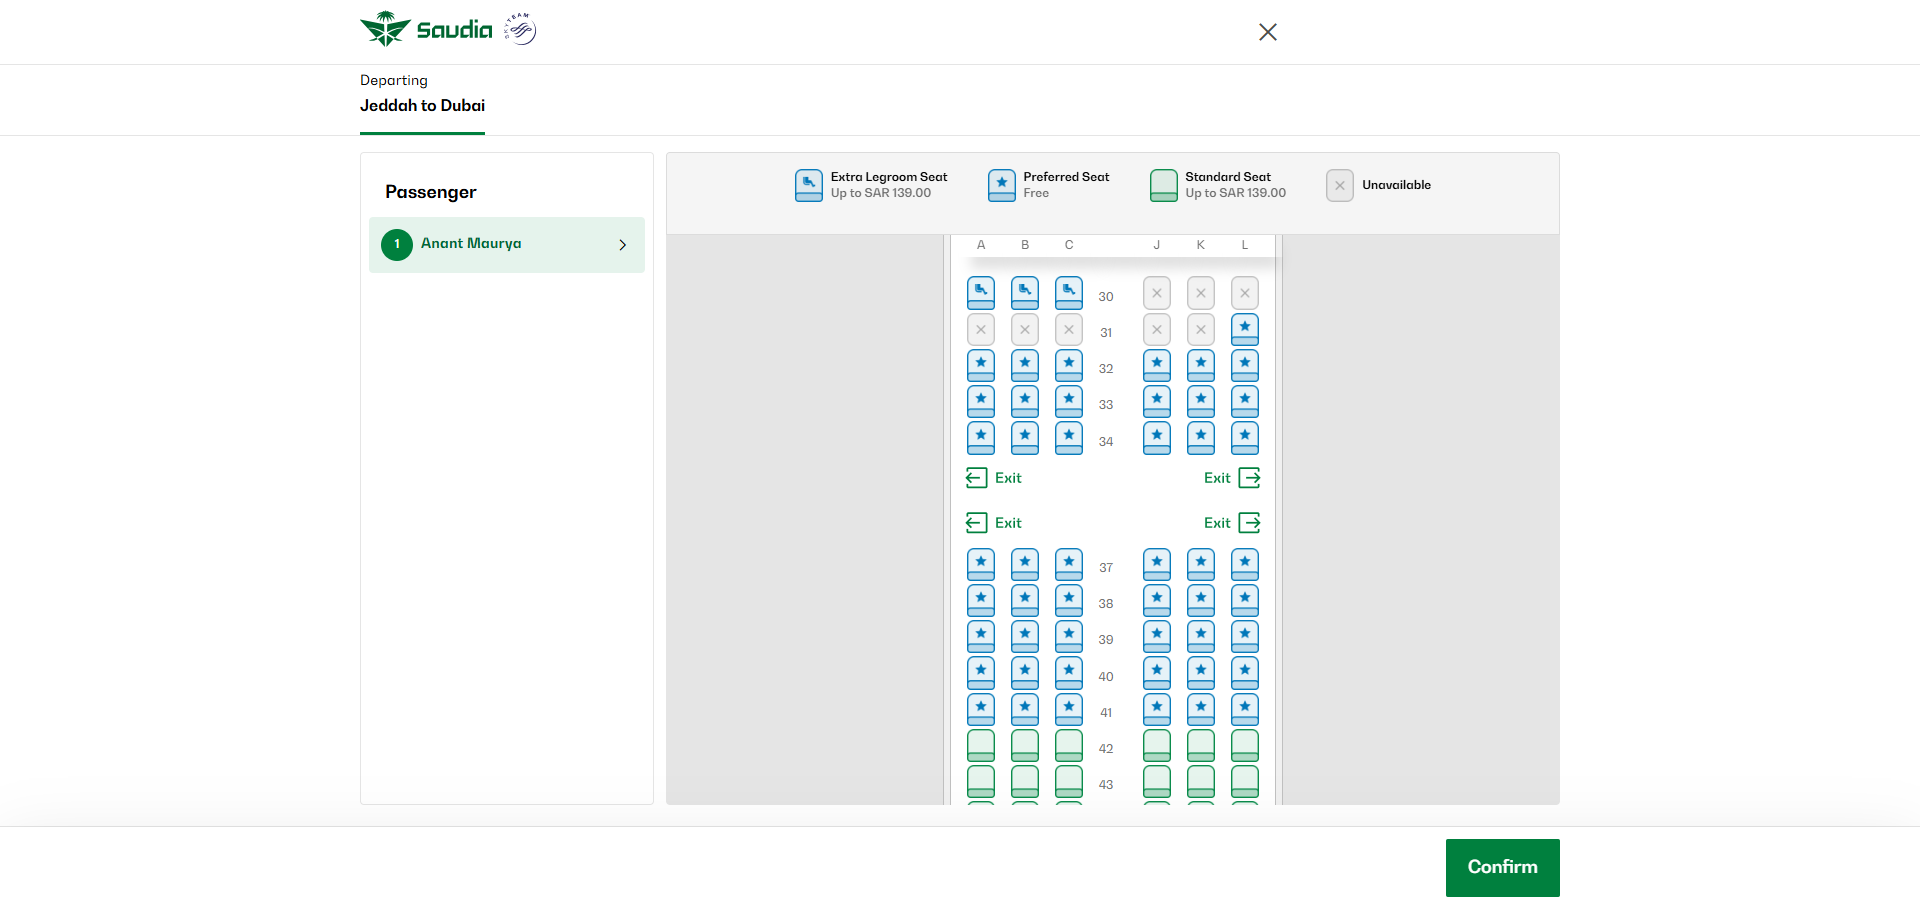 Saudia
SKYTEAM
Departing
Jeddah to Dubai
Passenger
1 Anant Maurya
Extra Legroom Seat
Up to SAR 139.00
Preferred Seat
Free
Standard Seat
Up to SAR 139.00
Unavailable
A B C J K L
30
31
32
33
34
Exit Exit
Exit Exit
37
38
39
40
41
42
43
Confirm